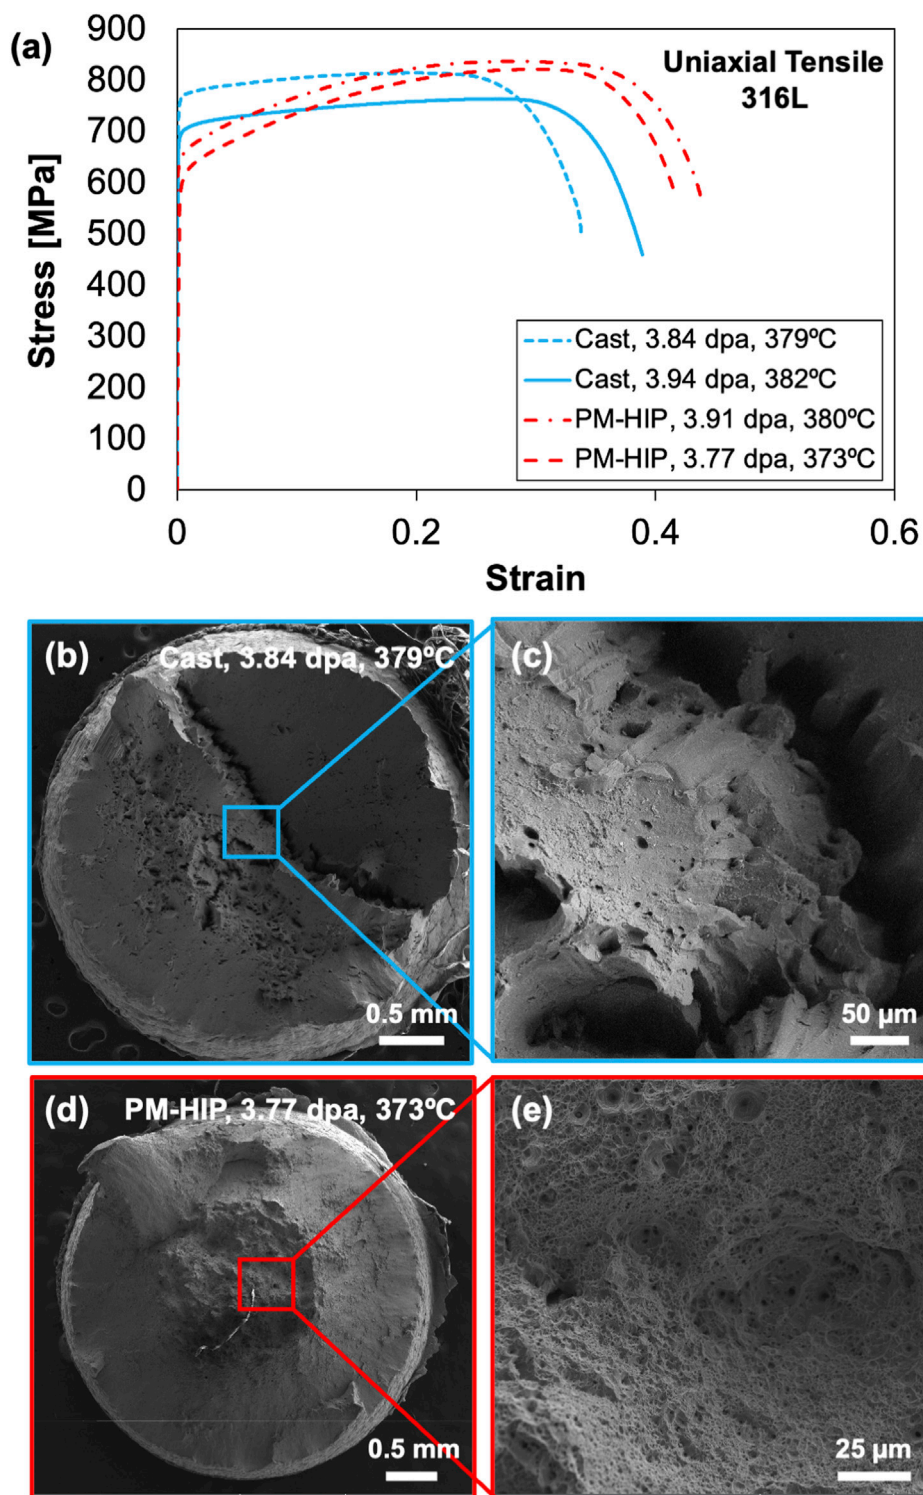 (a)
Uniaxial Tensile
316L
900
800
700
600
500
400
300
200
100
0
Stress [MPa]
Cast, 3.84 dpa, 379ºC
Cast, 3.94 dpa, 382ºC
PM-HIP, 3.91 dpa, 380ºC
PM-HIP, 3.77 dpa, 373ºC
0 0.2 0.4 0.6
Strain
(b) Cast, 3.84 dpa, 379ºC
0.5 mm
(c)
50 µm
(d) PM-HIP, 3.77 dpa, 373ºC
0.5 mm
(e)
25 µm